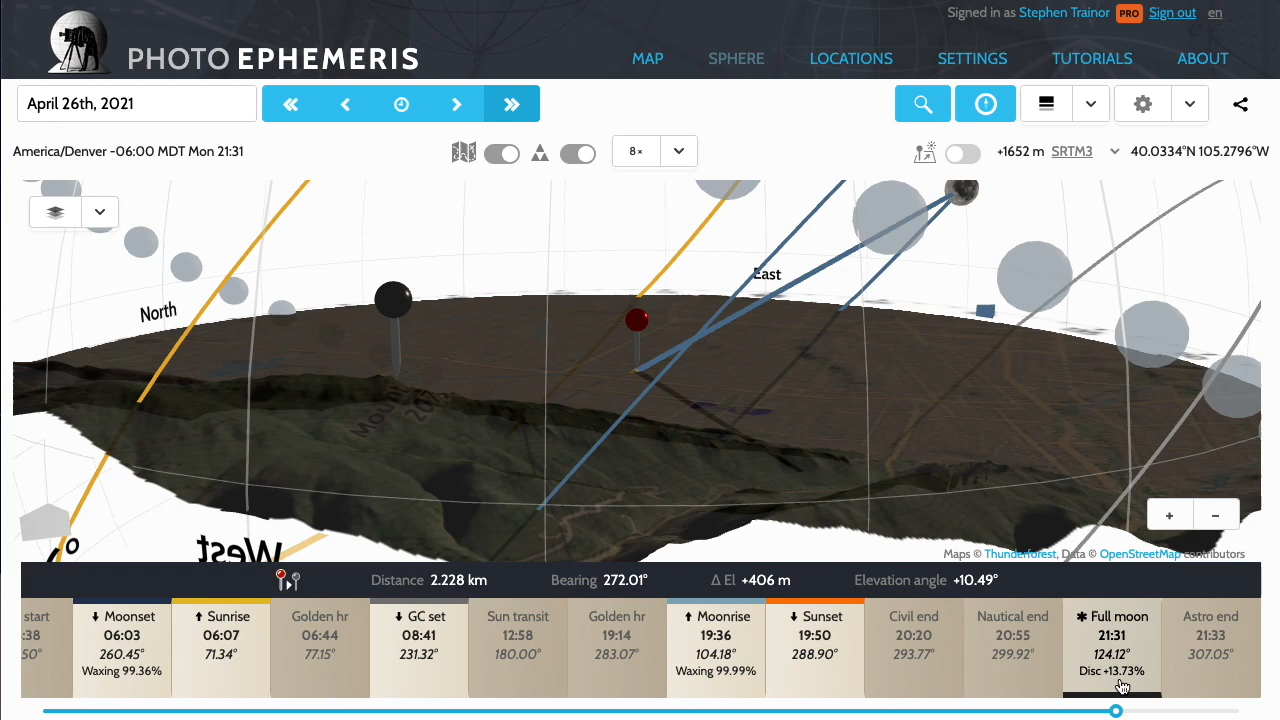 Signed in as Stephen Trainor PRO Sign out en
PHOTO EPHEMERIS
MAP SPHERE LOCATIONS SETTINGS TUTORIALS ABOUT
April 26th, 2021
America/Denver -06:00 MDT Mon 21:31
8×
+1652 m SRTM3 40.0334°N 105.2796°W
East
North
West
Maps © Thunderforest, Data © OpenStreetMap contributors
Distance 2.228 km Bearing 272.01° Δ El +406 m Elevation angle +10.49°
start Moonset Sunrise Golden hr GC set Sun transit Golden hr Moonrise Sunset Civil end Nautical end Full moon Astro end
:38 06:03 06:07 06:44 08:41 12:58 19:14 19:36 19:50 20:20 20:55 21:31 21:33
50° 260.45° 71.34° 77.15° 231.32° 180.00° 283.07° 104.18° 288.90° 293.77° 299.92° 124.12° 307.05°
Waxing 99.36% Waxing 99.99% Disc +13.73%